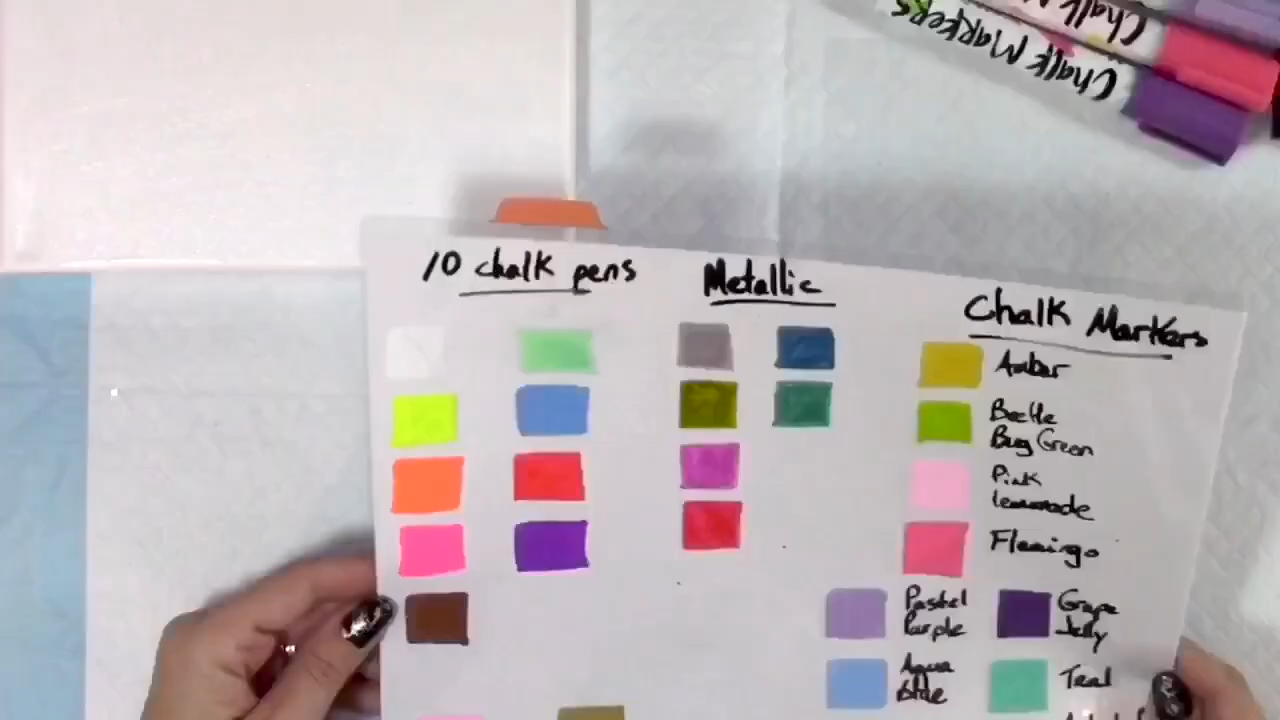 Chalk
Chalk Markers
10 chalk pens
Metallic
Chalk Markers
Amber
Beetle
Bug Green
Pink
Lemonade
Flamingo
Pastel
Purple
Grape
Jelly
Aqua
Blue
Teal